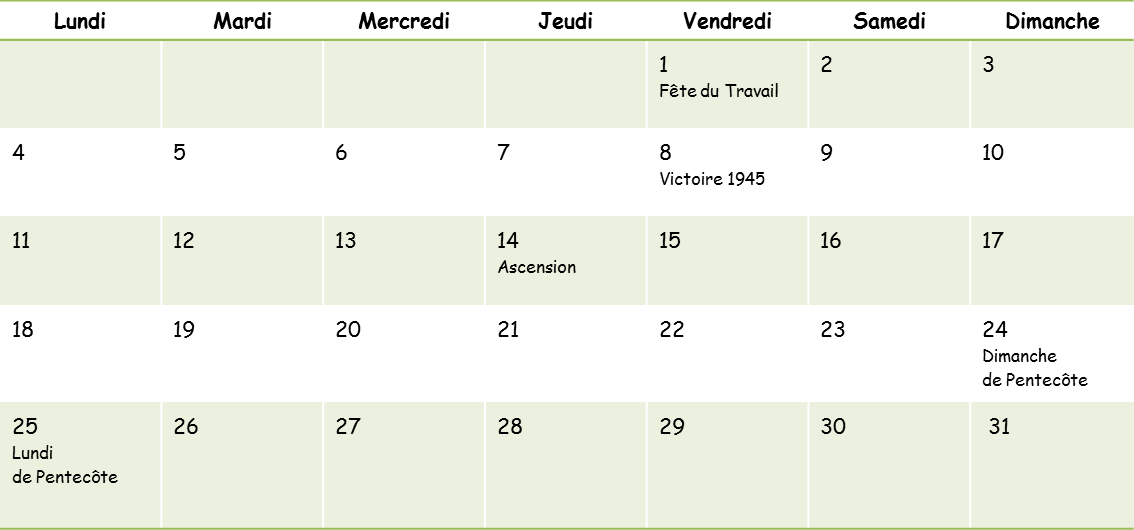 Lundi Mardi Mercredi Jeudi Vendredi Samedi Dimanche
1 2 3
Fête du Travail
4 5 6 7 8 9 10
Victoire 1945
11 12 13 14 15 16 17
Ascension
18 19 20 21 22 23 24
Dimanche
de Pentecôte
25 26 27 28 29 30 31
Lundi
de Pentecôte